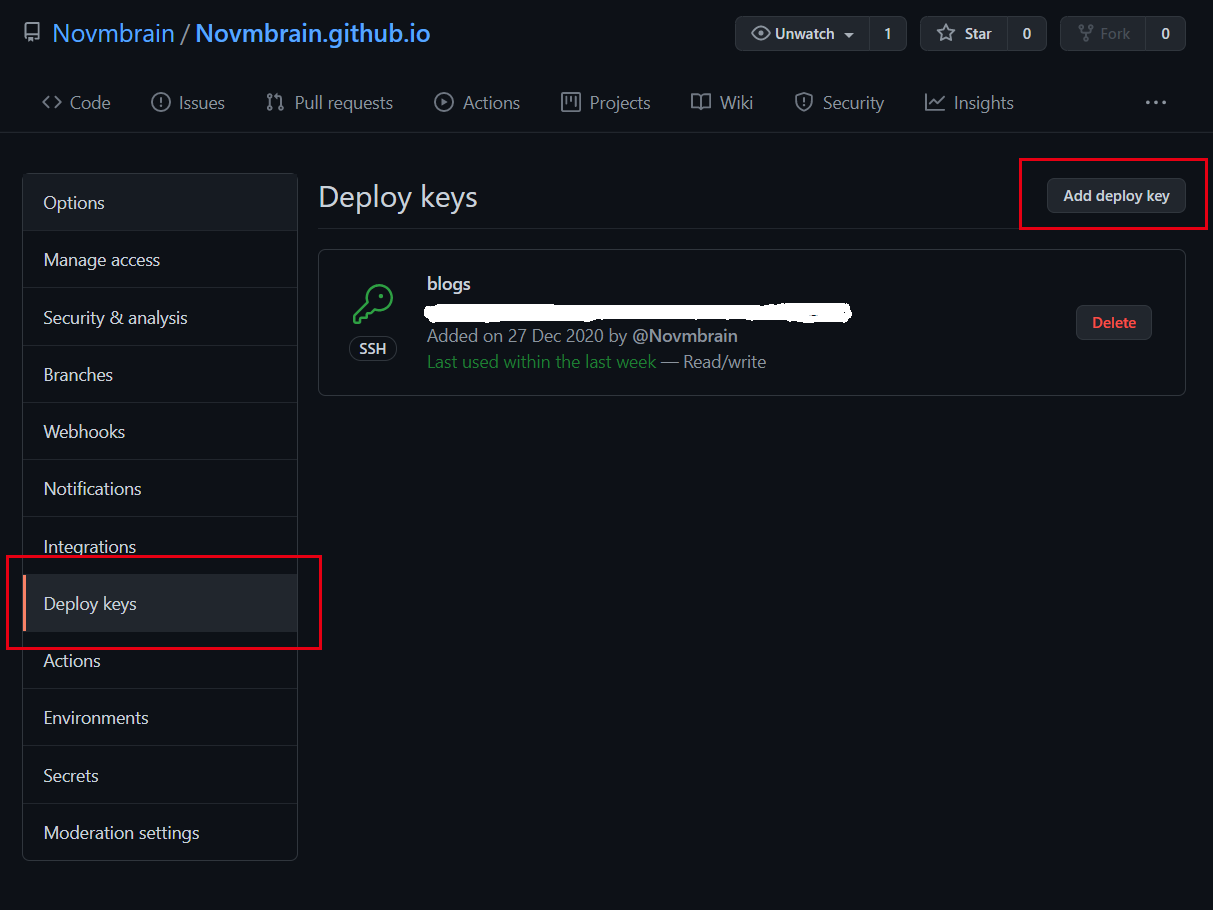 Novmbrain / Novmbrain.github.io
Unwatch 1
Star 0
Fork 0
Code
Issues
Pull requests
Actions
Projects
Wiki
Security
Insights
Options
Manage access
Security & analysis
Branches
Webhooks
Notifications
Integrations
Deploy keys
Actions
Environments
Secrets
Moderation settings
Deploy keys
Add deploy key
SSH
blogs
Added on 27 Dec 2020 by @Novmbrain
Last used within the last week — Read/write
Delete